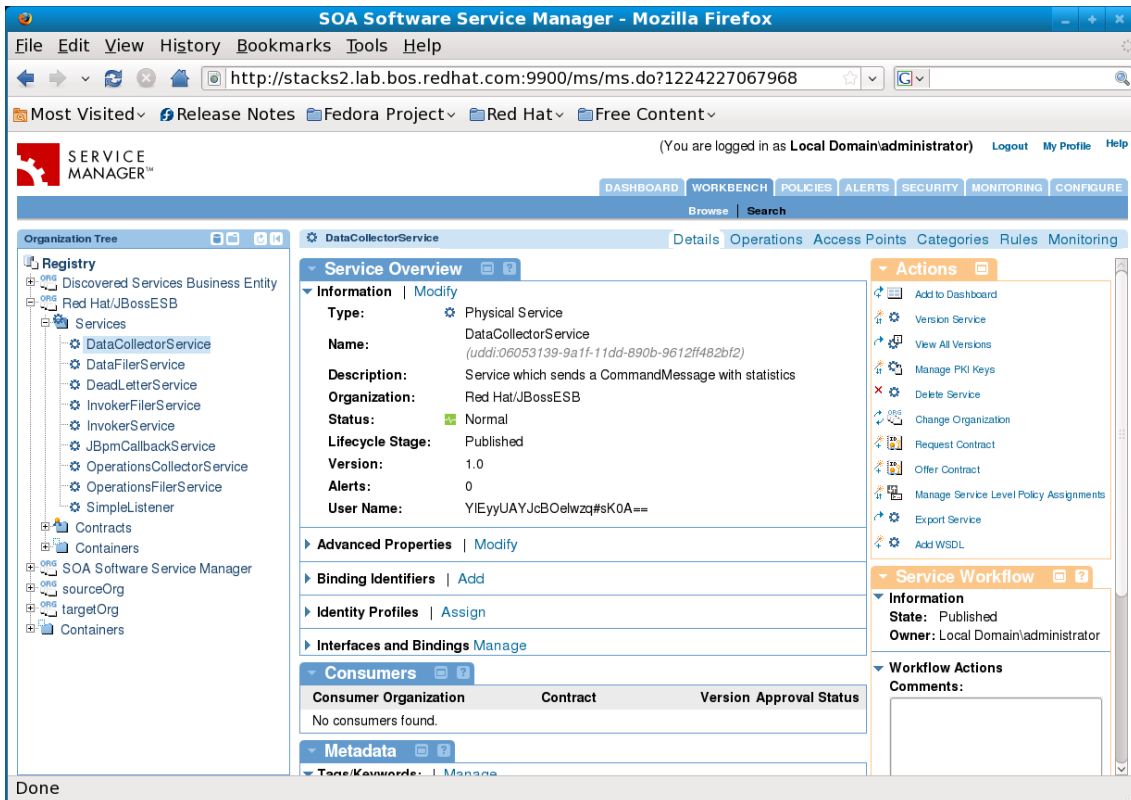 SOA Software Service Manager - Mozilla Firefox
File Edit View History Bookmarks Tools Help
http://stacks2.lab.bos.redhat.com:9900/ms/ms.do?1224227067968
G
Most Visited Release Notes Fedora Project Red Hat Free Content
SERVICE
MANAGER™
(You are logged in as Local Domain\administrator) Logout My Profile Help
DASHBOARD WORKBENCH POLICIES ALERTS SECURITY MONITORING CONFIGURE
Browse | Search
Organization Tree
Registry
ORG Discovered Services Business Entity
ORG Red Hat/JBossESB
Services
DataCollectorService
DataFilerService
DeadLetterService
InvokerFilerService
InvokerService
JBpmCallbackService
OperationsCollectorService
OperationsFilerService
SimpleListener
Contracts
Containers
ORG SOA Software Service Manager
ORG sourceOrg
ORG targetOrg
Containers
DataCollectorService
Details Operations Access Points Categories Rules Monitoring
Service Overview ?
Information | Modify
Type: Physical Service
Name: DataCollectorService
(uddi:06053139-9a1f-11dd-890b-9612ff482bf2)
Description: Service which sends a CommandMessage with statistics
Organization: Red Hat/JBossESB
Status: Normal
Lifecycle Stage: Published
Version: 1.0
Alerts: 0
User Name: YIEyyUAYJcBOelwzq#sK0A==
Advanced Properties | Modify
Binding Identifiers | Add
Identity Profiles | Assign
Interfaces and Bindings Manage
Consumers ?
Consumer Organization Contract Version Approval Status
No consumers found.
Metadata ?
Tags/Keywords: | Manage
Actions
Add to Dashboard
Version Service
View All Versions
Manage PKI Keys
Delete Service
ORG Change Organization
Request Contract
Offer Contract
Manage Service Level Policy Assignments
Export Service
Add WSDL
Service Workflow ?
Information
State: Published
Owner: Local Domain\administrator
Workflow Actions
Comments:
Done